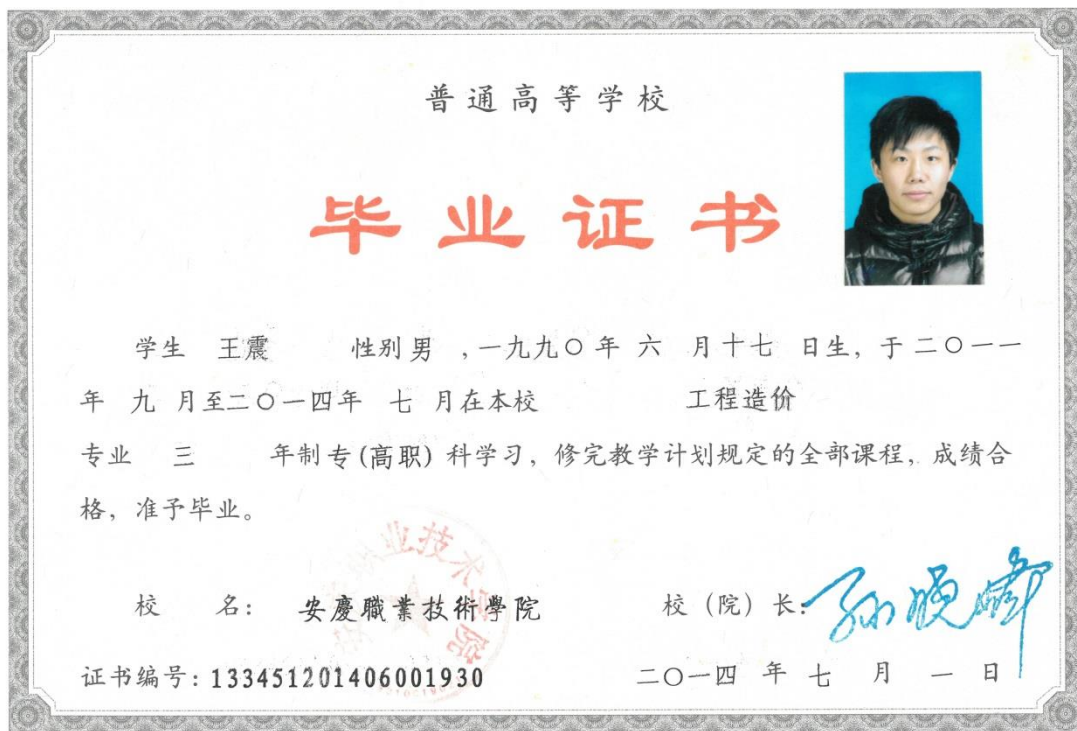 普通高等学校
毕业证书
学生 王震 性别 男 ,一九九〇年 六 月十七 日生,于二〇一一
年 九 月至二〇一四年 七 月在本校 工程造价
专业 三 年制专(高职)科学习,修完教学计划规定的全部课程,成绩合
格,准予毕业。
业技术学院
校 名: 安慶職業技術學院 校(院)长:
证书编号:133451201406001930 二〇一四 年 七 月 一 日